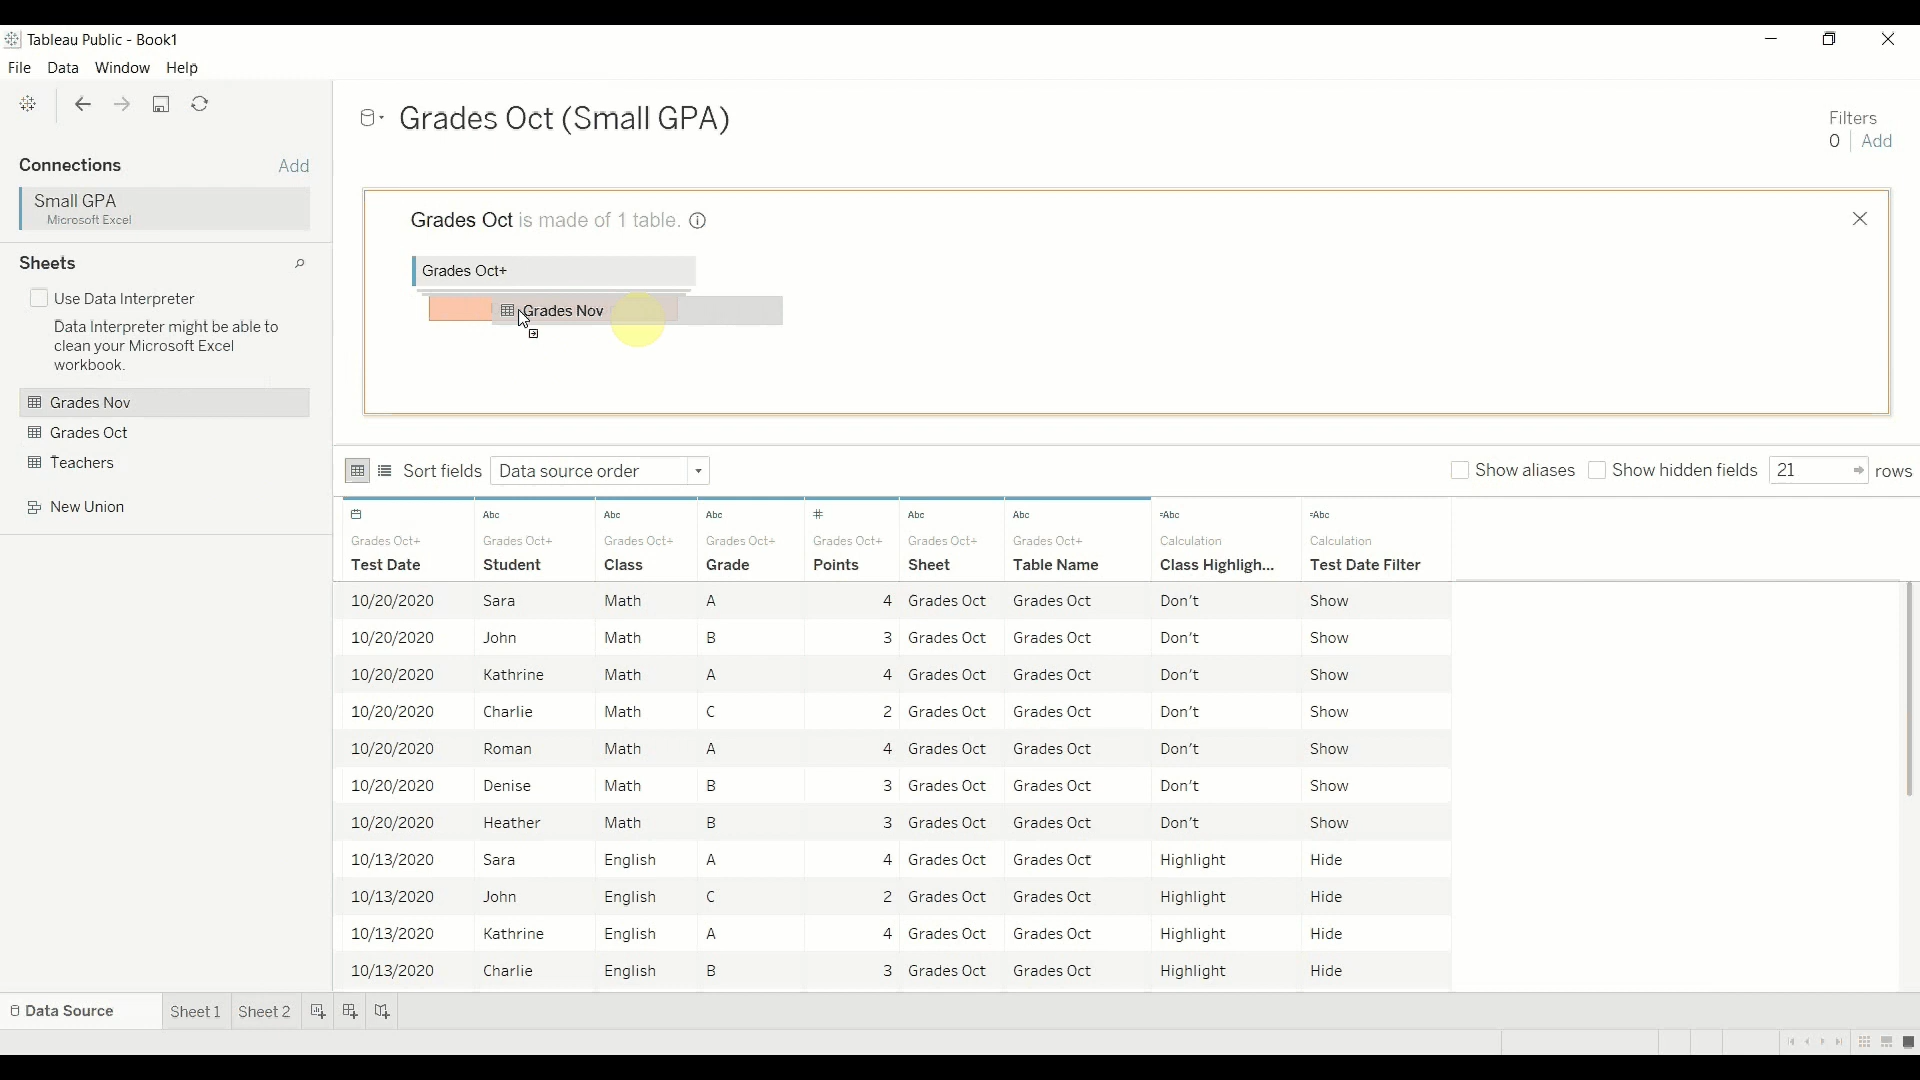 Tableau Public - Book1
File Data Window Help
Connections Add
Small GPA
Microsoft Excel
Sheets
Use Data Interpreter
Data Interpreter might be able to
clean your Microsoft Excel
workbook.
Grades Nov
Grades Oct
Teachers
New Union
Grades Oct (Small GPA)
Filters
0 Add
Grades Oct is made of 1 table.
Grades Oct+
Grades Nov
Sort fields Data source order Show aliases Show hidden fields 21 rows
Abc Abc Abc # Abc Abc =Abc =Abc
Grades Oct+ Grades Oct+ Grades Oct+ Grades Oct+ Grades Oct+ Grades Oct+ Grades Oct+ Calculation Calculation
Test Date Student Class Grade Points Sheet Table Name Class Highligh... Test Date Filter
10/20/2020 Sara Math A 4 Grades Oct Grades Oct Don't Show
10/20/2020 John Math B 3 Grades Oct Grades Oct Don't Show
10/20/2020 Kathrine Math A 4 Grades Oct Grades Oct Don't Show
10/20/2020 Charlie Math C 2 Grades Oct Grades Oct Don't Show
10/20/2020 Roman Math A 4 Grades Oct Grades Oct Don't Show
10/20/2020 Denise Math B 3 Grades Oct Grades Oct Don't Show
10/20/2020 Heather Math B 3 Grades Oct Grades Oct Don't Show
10/13/2020 Sara English A 4 Grades Oct Grades Oct Highlight Hide
10/13/2020 John English C 2 Grades Oct Grades Oct Highlight Hide
10/13/2020 Kathrine English A 4 Grades Oct Grades Oct Highlight Hide
10/13/2020 Charlie English B 3 Grades Oct Grades Oct Highlight Hide
Data Source Sheet 1 Sheet 2